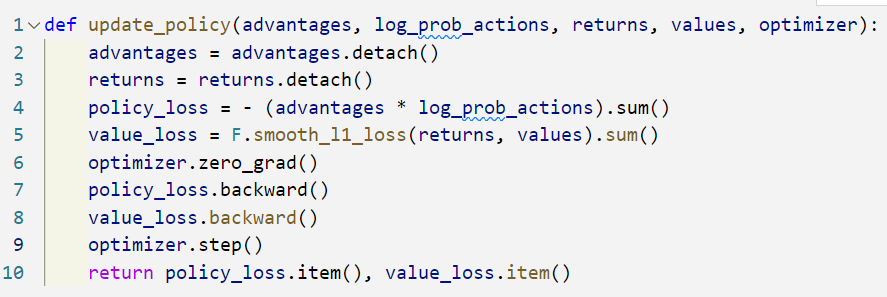 1 def update_policy(advantages, log_prob_actions, returns, values, optimizer):
2     advantages = advantages.detach()
3     returns = returns.detach()
4     policy_loss = - (advantages * log_prob_actions).sum()
5     value_loss = F.smooth_l1_loss(returns, values).sum()
6     optimizer.zero_grad()
7     policy_loss.backward()
8     value_loss.backward()
9     optimizer.step()
10     return policy_loss.item(), value_loss.item()